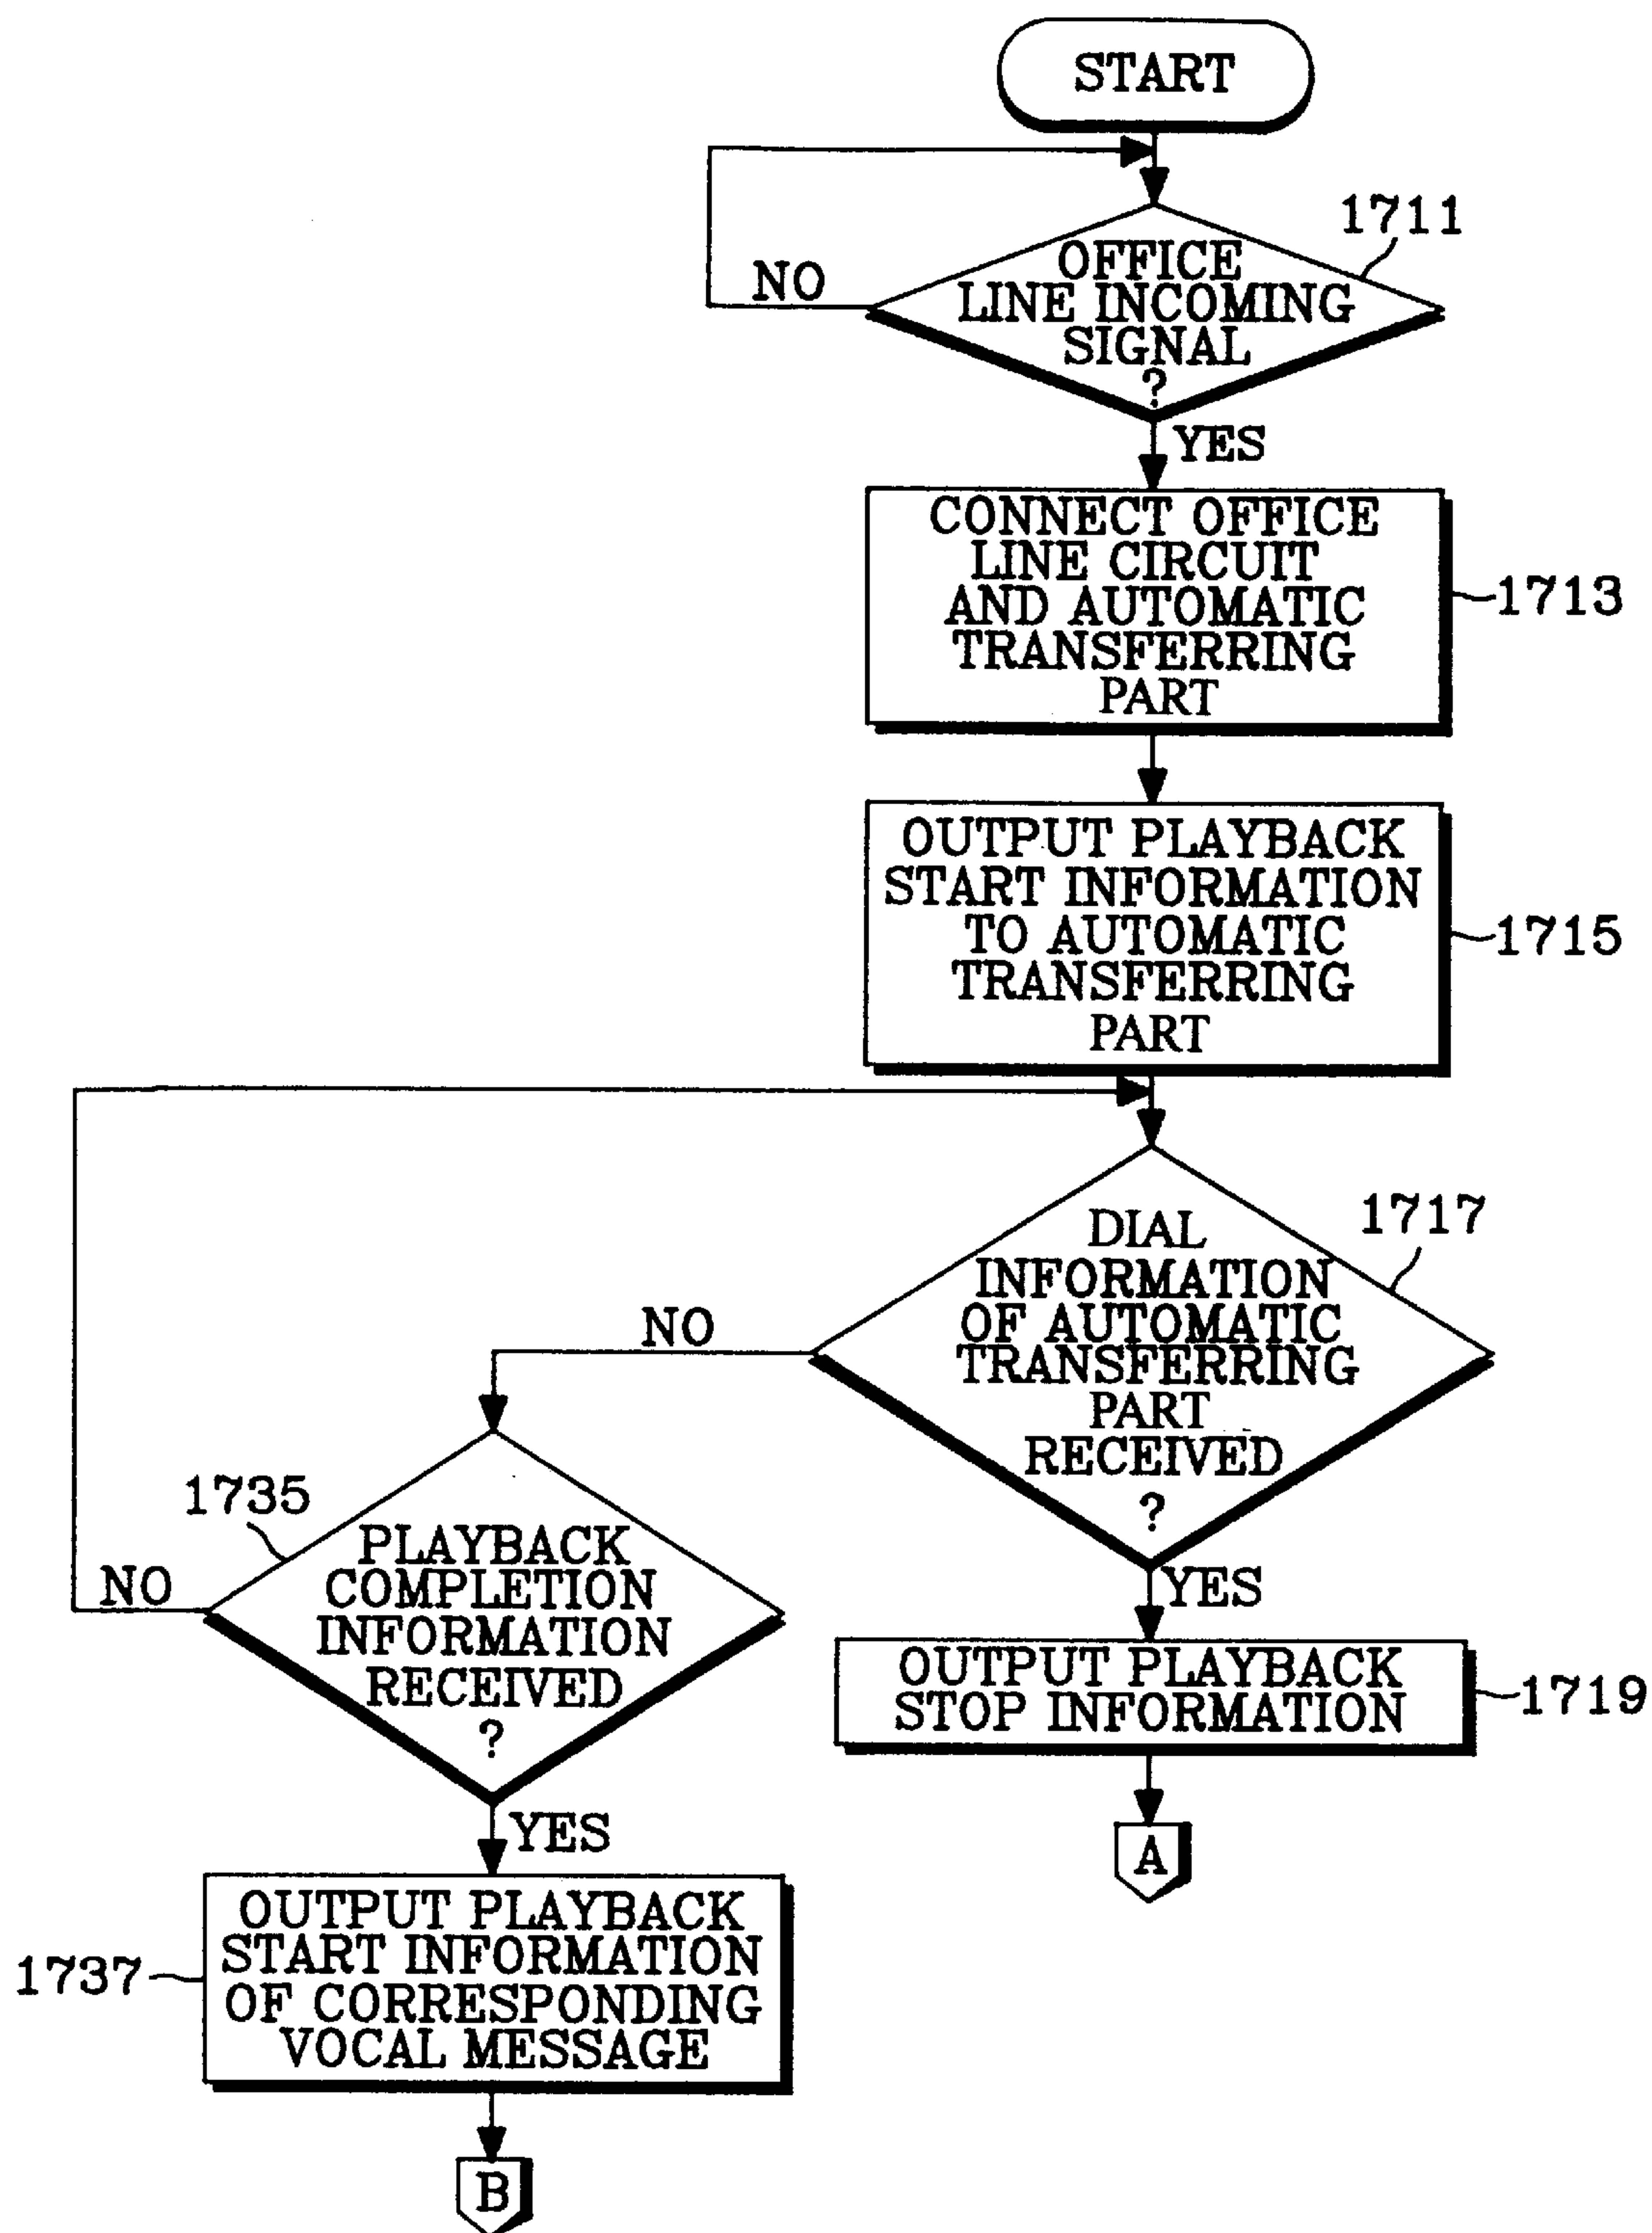 START
1711
OFFICE
LINE INCOMING
SIGNAL
?
NO
YES
CONNECT OFFICE
LINE CIRCUIT
AND AUTOMATIC
TRANSFERRING
PART
1713
OUTPUT PLAYBACK
START INFORMATION
TO AUTOMATIC
TRANSFERRING
PART
1715
1717
DIAL
INFORMATION
OF AUTOMATIC
TRANSFERRING
PART
RECEIVED
?
NO
YES
1735
PLAYBACK
COMPLETION
INFORMATION
RECEIVED
?
NO
YES
OUTPUT PLAYBACK
STOP INFORMATION
1719
A
OUTPUT PLAYBACK
START INFORMATION
OF CORRESPONDING
VOCAL MESSAGE
1737
B